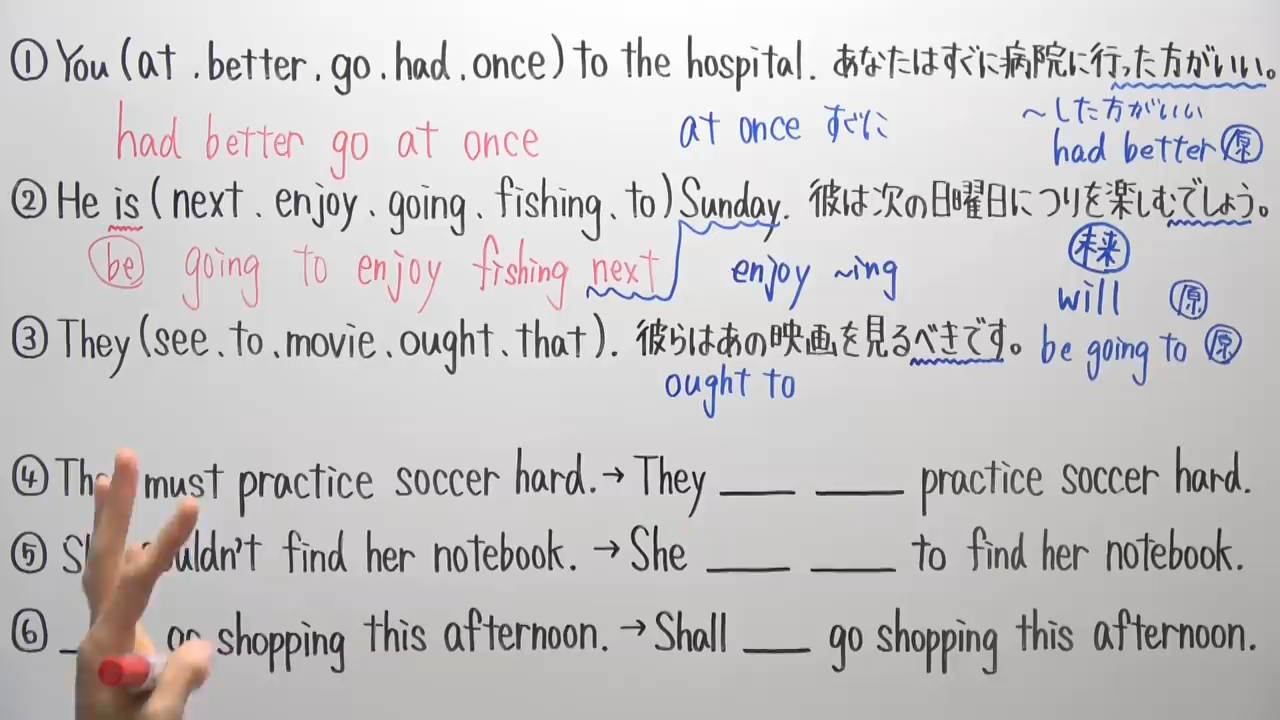 ① You (at . better . go . had . once) to the hospital. あなたはすぐに病院に行った方がいい。
had better go at once at once すぐに ～した方がいい
had better 原
② He is (next . enjoy . going . fishing . to) Sunday. 彼は次の日曜日につりを楽しむでしょう。
be going to enjoy fishing next enjoy ~ing 未来
will 原
③ They (see . to . movie . ought . that). 彼らはあの映画を見るべきです。 be going to 原
ought to
④ must practice soccer hard. → They ____ ____ practice soccer hard.
⑤ find her notebook. → She ____ ____ to find her notebook.
⑥ go shopping this afternoon. → Shall ____ go shopping this afternoon.